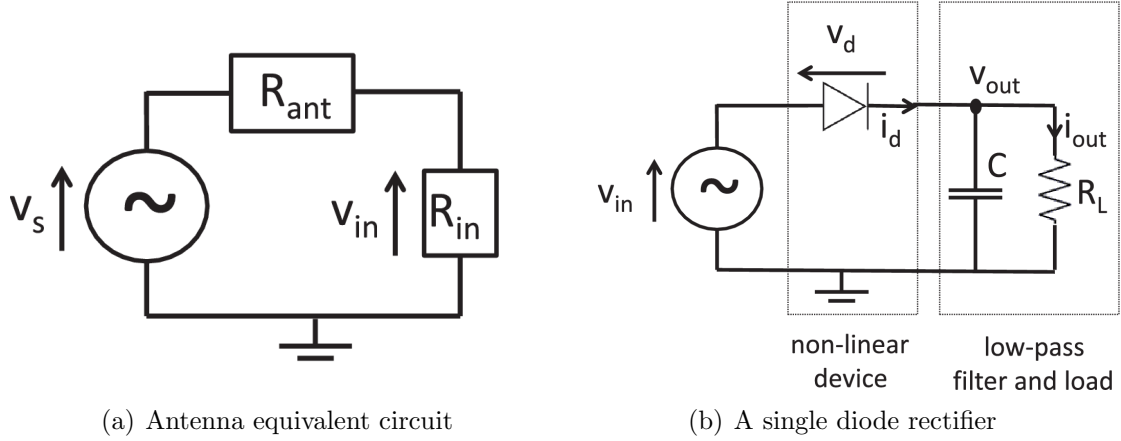 R_ant
v_s
~
v_in
R_in
(a) Antenna equivalent circuit
v_d
v_out
i_d
i_out
v_in
~
C
R_L
non-linear
device
low-pass
filter and load
(b) A single diode rectifier